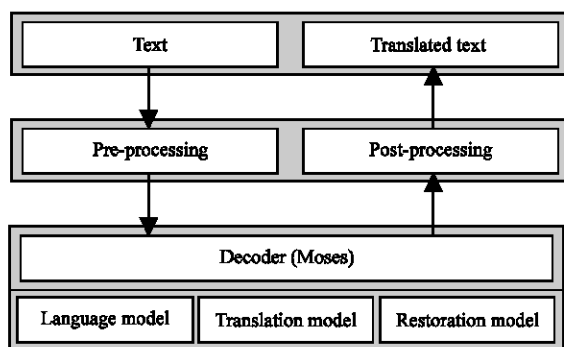 Text
Translated text
Pre-processing
Post-processing
Decoder (Moses)
Language model
Translation model
Restoration model